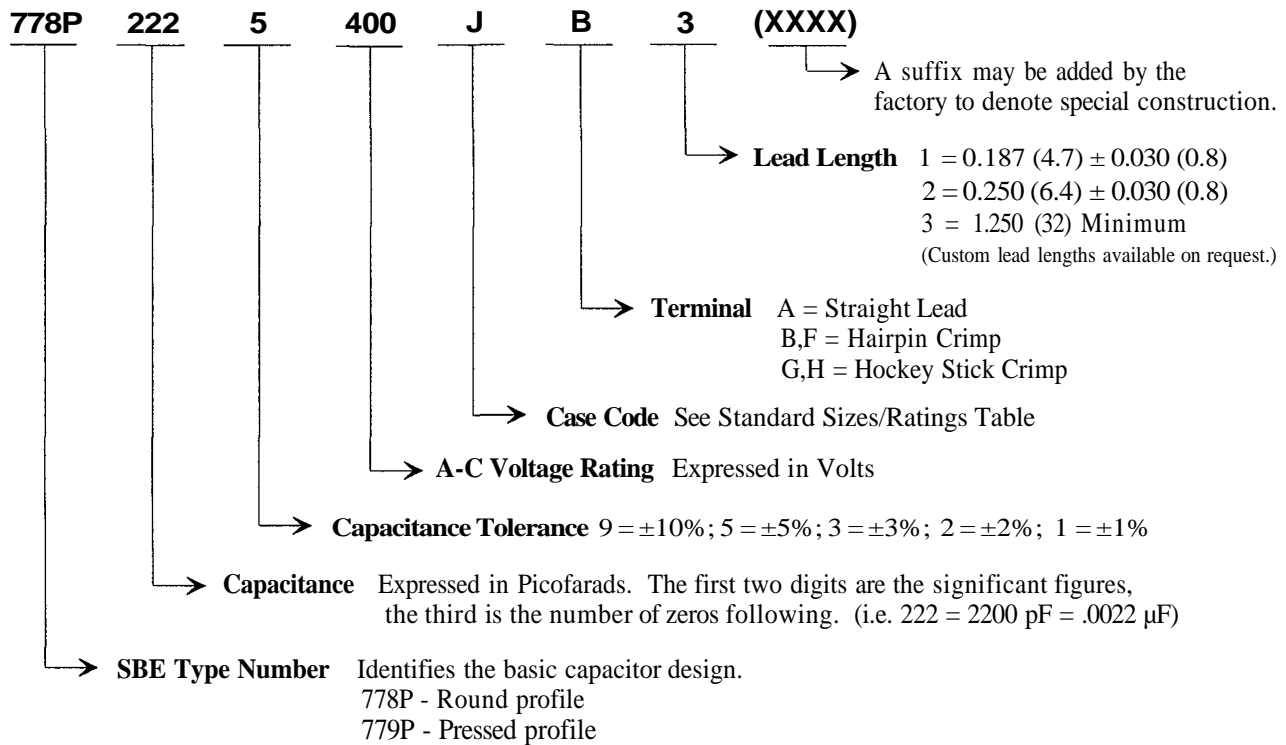 778P 222 5 400 J B 3 (XXXX)
A suffix may be added by the
factory to denote special construction.
Lead Length 1 = 0.187 (4.7) ± 0.030 (0.8)
2 = 0.250 (6.4) ± 0.030 (0.8)
3 = 1.250 (32) Minimum
(Custom lead lengths available on request.)
Terminal A = Straight Lead
B,F = Hairpin Crimp
G,H = Hockey Stick Crimp
Case Code See Standard Sizes/Ratings Table
A-C Voltage Rating Expressed in Volts
Capacitance Tolerance 9 = ±10%; 5 = ±5%; 3 = ±3%; 2 = ±2%; 1 = ±1%
Capacitance Expressed in Picofarads. The first two digits are the significant figures,
the third is the number of zeros following. (i.e. 222 = 2200 pF = .0022 µF)
SBE Type Number Identifies the basic capacitor design.
778P - Round profile
779P - Pressed profile